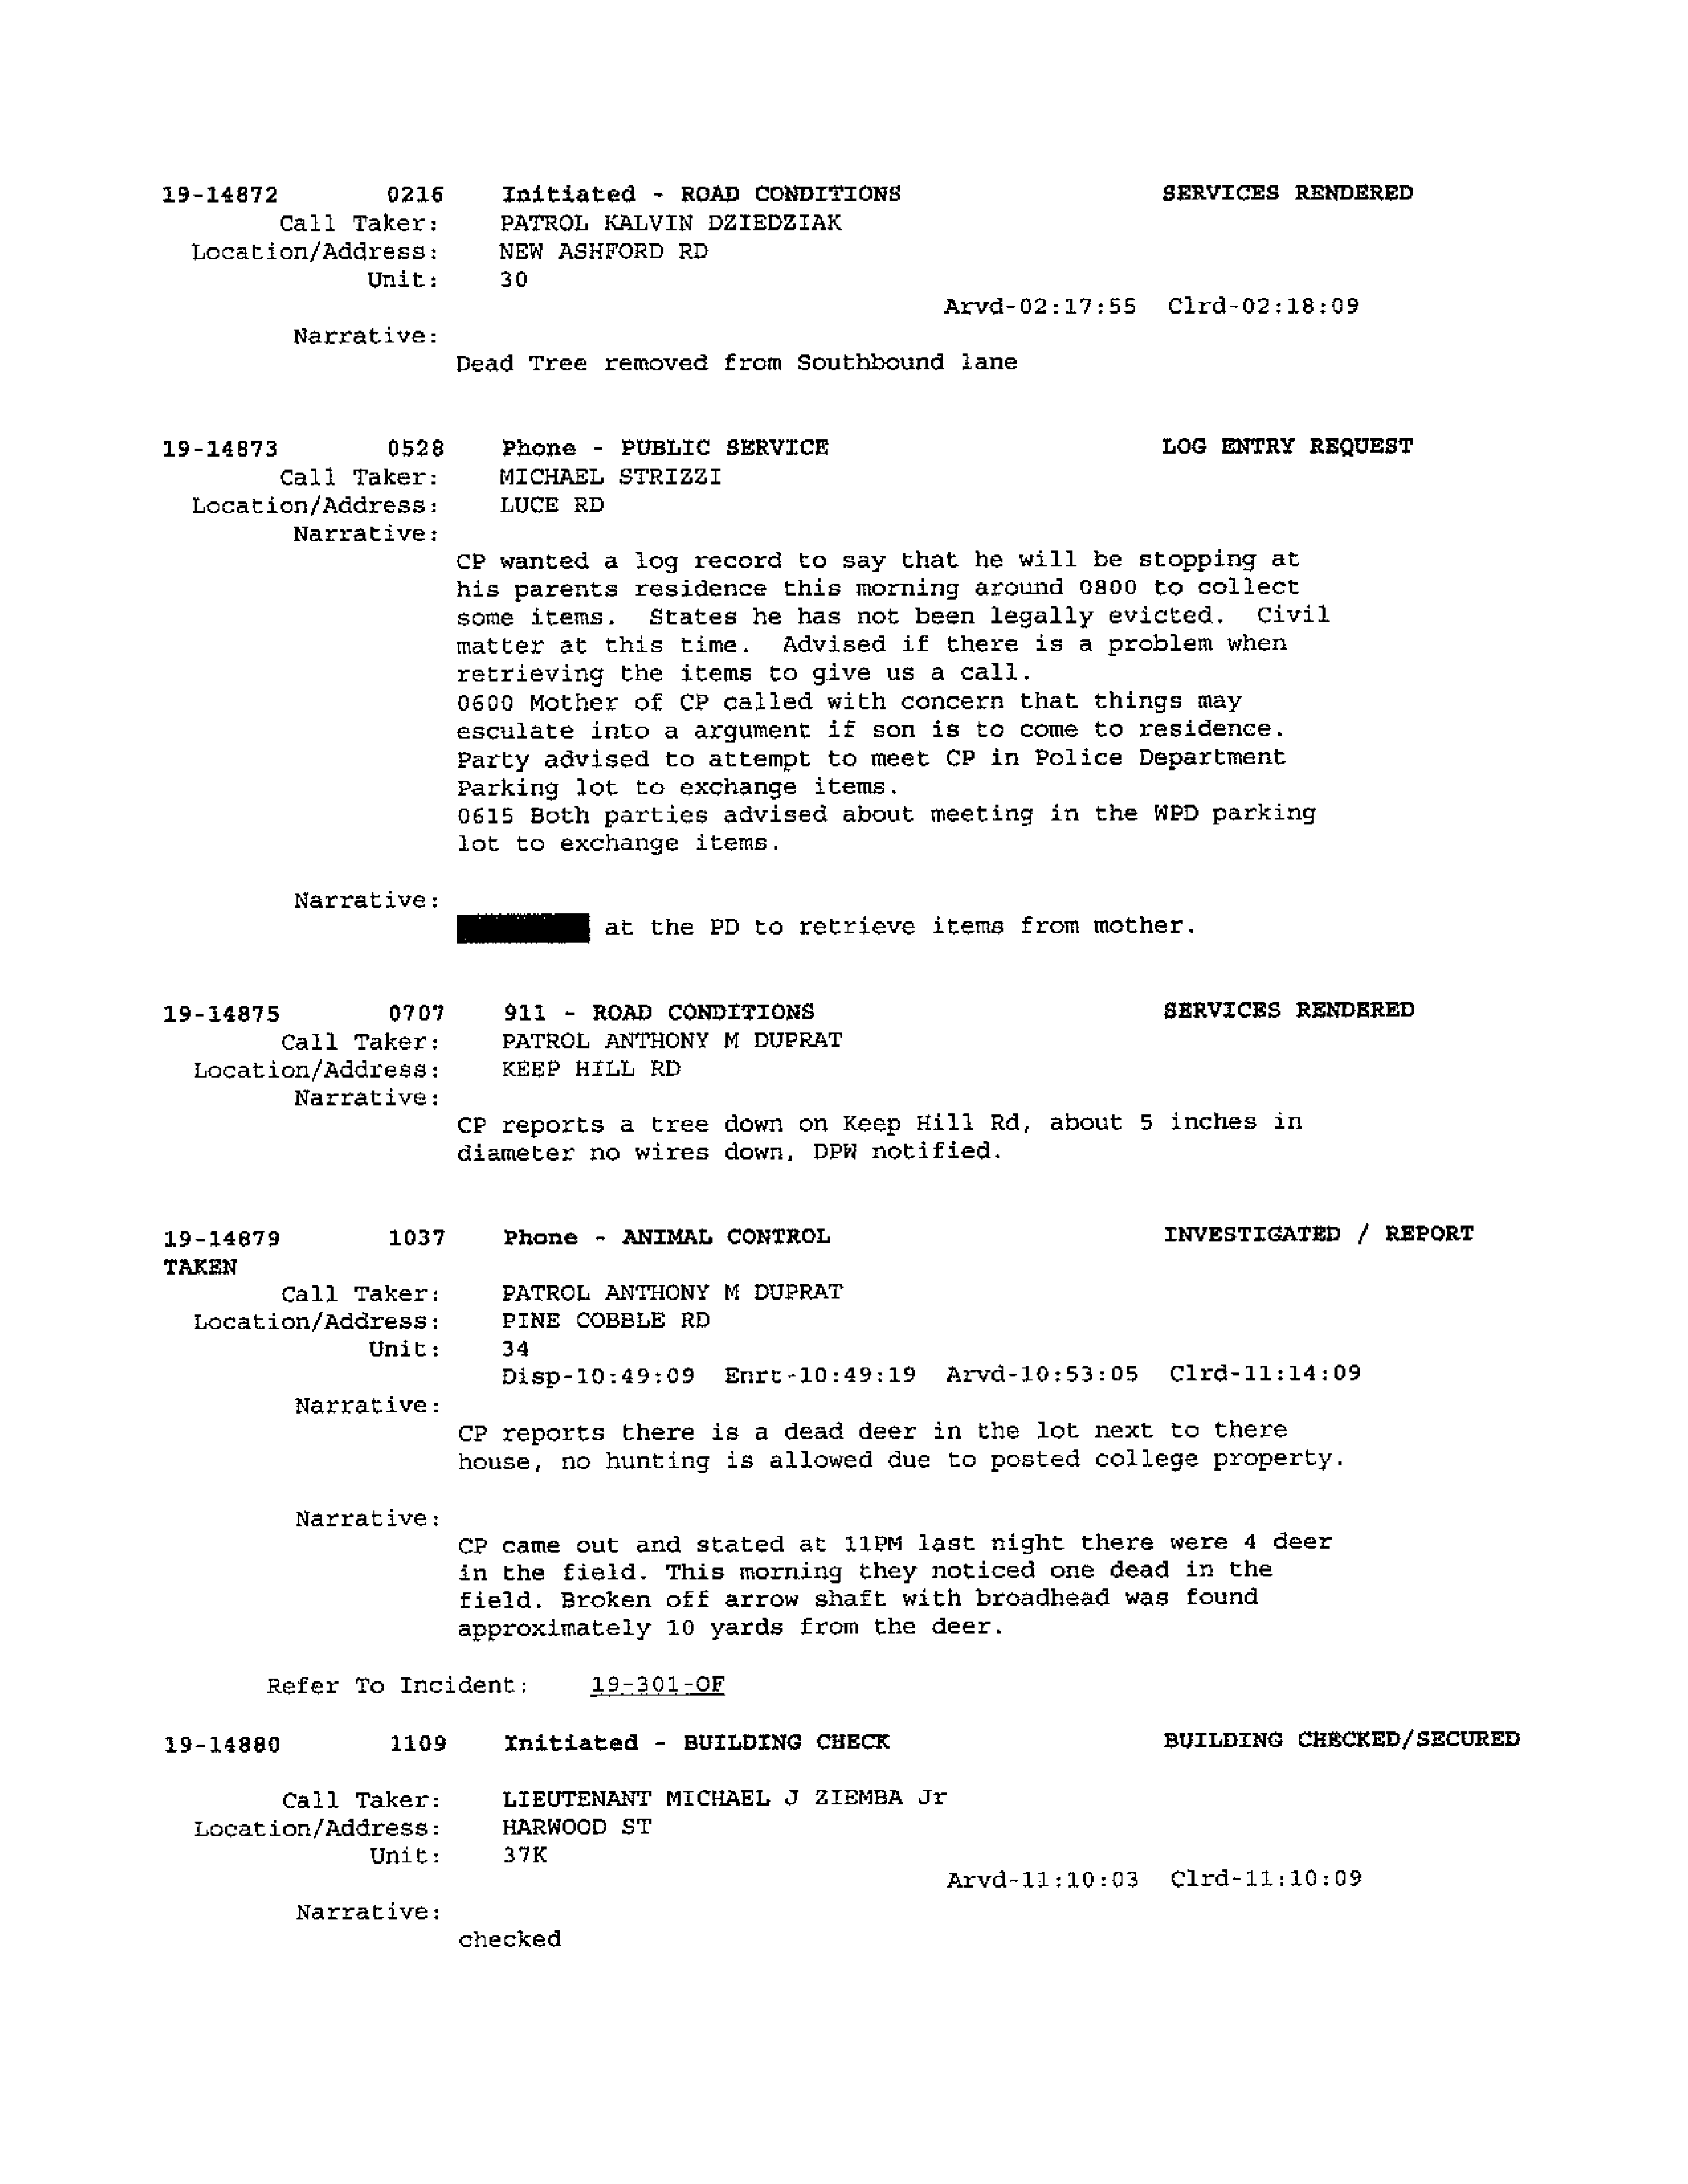 19-14872 0216 Initiated - ROAD CONDITIONS SERVICES RENDERED
Call Taker: PATROL KALVIN DZIEDZIAK
Location/Address: NEW ASHFORD RD
Unit: 30
Arvd-02:17:55 Clrd-02:18:09
Narrative:
Dead Tree removed from Southbound lane
19-14873 0528 Phone - PUBLIC SERVICE LOG ENTRY REQUEST
Call Taker: MICHAEL STRIZZI
Location/Address: LUCE RD
Narrative:
CP wanted a log record to say that he will be stopping at
his parents residence this morning around 0800 to collect
some items. States he has not been legally evicted. Civil
matter at this time. Advised if there is a problem when
retrieving the items to give us a call.
0600 Mother of CP called with concern that things may
esculate into a argument if son is to come to residence.
Party advised to attempt to meet CP in Police Department
Parking lot to exchange items.
0615 Both parties advised about meeting in the WPD parking
lot to exchange items.
Narrative:
at the PD to retrieve items from mother.
19-14875 0707 911 - ROAD CONDITIONS SERVICES RENDERED
Call Taker: PATROL ANTHONY M DUPRAT
Location/Address: KEEP HILL RD
Narrative:
CP reports a tree down on Keep Hill Rd, about 5 inches in
diameter no wires down, DPW notified.
19-14879 1037 Phone - ANIMAL CONTROL INVESTIGATED / REPORT
TAKEN
Call Taker: PATROL ANTHONY M DUPRAT
Location/Address: PINE COBBLE RD
Unit: 34
Disp-10:49:09 Enrt-10:49:19 Arvd-10:53:05 Clrd-11:14:09
Narrative:
CP reports there is a dead deer in the lot next to there
house, no hunting is allowed due to posted college property.
Narrative:
CP came out and stated at 11PM last night there were 4 deer
in the field. This morning they noticed one dead in the
field. Broken off arrow shaft with broadhead was found
approximately 10 yards from the deer.
Refer To Incident: 19-301-OF
19-14880 1109 Initiated - BUILDING CHECK BUILDING CHECKED/SECURED
Call Taker: LIEUTENANT MICHAEL J ZIEMBA Jr
Location/Address: HARWOOD ST
Unit: 37K
Arvd-11:10:03 Clrd-11:10:09
Narrative:
checked